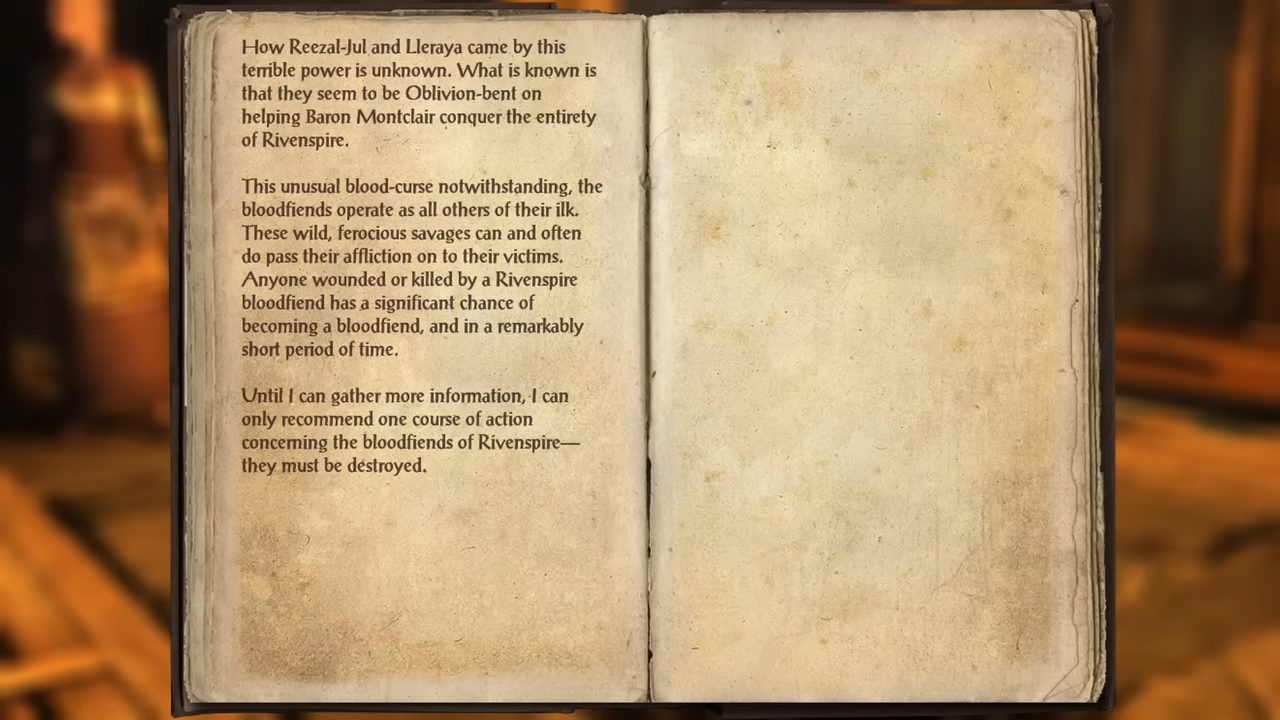 How Reezal-Jul and Lleraya came by this
terrible power is unknown. What is known is
that they seem to be Oblivion-bent on
helping Baron Montclair conquer the entirety
of Rivenspire.
This unusual blood-curse notwithstanding, the
bloodfiends operate as all others of their ilk.
These wild, ferocious savages can and often
do pass their affliction on to their victims.
Anyone wounded or killed by a Rivenspire
bloodfiend has a significant chance of
becoming a bloodfiend, and in a remarkably
short period of time.
Until I can gather more information, I can
only recommend one course of action
concerning the bloodfiends of Rivenspire—
they must be destroyed.